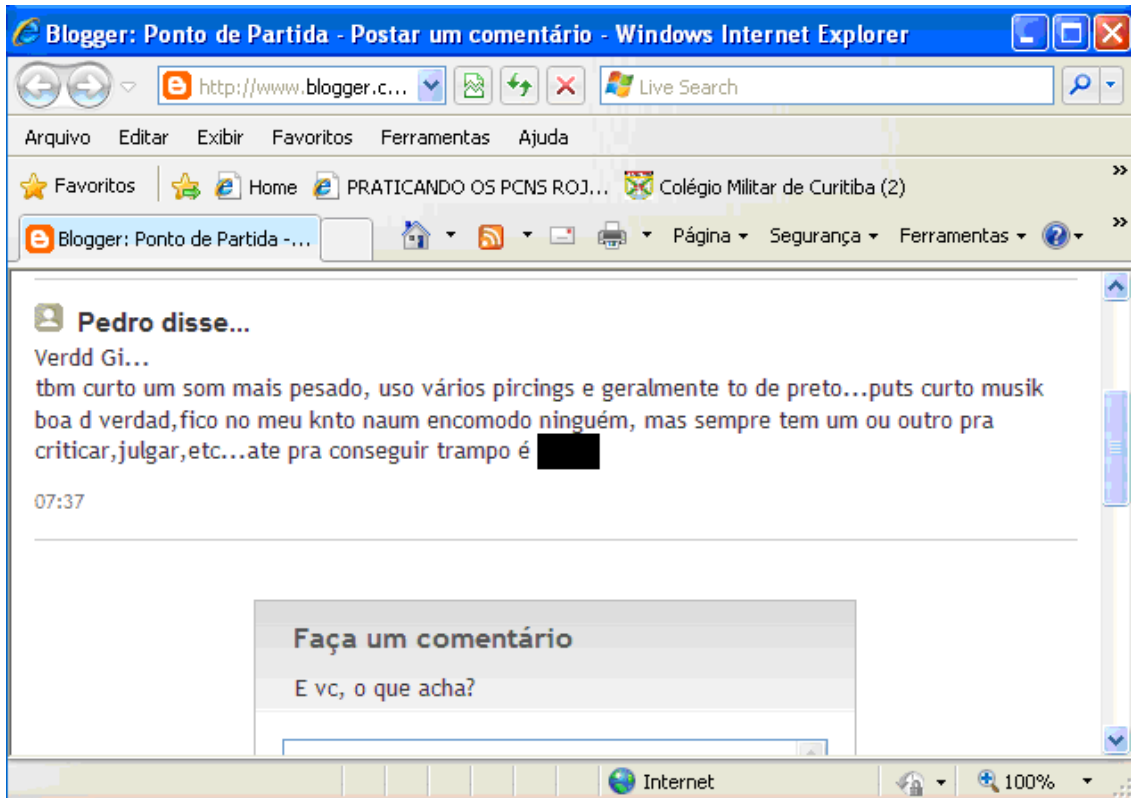 Blogger: Ponto de Partida - Postar um comentário - Windows Internet Explorer
http://www.blogger.c... Live Search
Arquivo Editar Exibir Favoritos Ferramentas Ajuda
Favoritos Home PRATICANDO OS PCNS ROJ... Colégio Militar de Curitiba (2) »
Blogger: Ponto de Partida -... Página Segurança Ferramentas »
Pedro disse...
Verdd Gi...
tbm curto um som mais pesado, uso vários pircings e geralmente to de preto...puts curto musik
boa d verdad,fico no meu knto naum encomodo ninguém, mas sempre tem um ou outro pra
criticar,julgar,etc...ate pra conseguir trampo é
07:37
Faça um comentário
E vc, o que acha?
Internet 100%